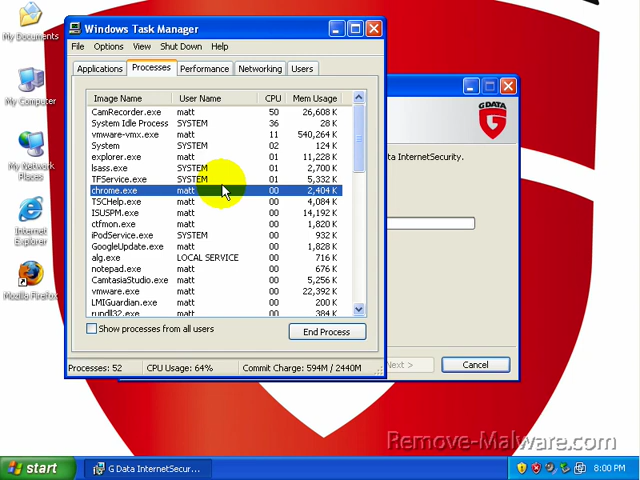 My Documents
My Computer
My Network
Places
Internet
Explorer
Mozilla Firefox
Windows Task Manager
File Options View Shut Down Help
Applications Processes Performance Networking Users
Image Name User Name CPU Mem Usage
CamRecorder.exe matt 50 26,608 K
System Idle Process SYSTEM 36 28 K
vmware-vmx.exe matt 11 540,264 K
System SYSTEM 02 124 K
explorer.exe matt 01 11,228 K
lsass.exe SYSTEM 01 2,700 K
TFService.exe SYSTEM 01 5,332 K
chrome.exe matt 00 2,404 K
TSCHelp.exe matt 00 4,084 K
ISUSPM.exe matt 00 14,192 K
ctfmon.exe matt 00 1,820 K
iPodService.exe SYSTEM 00 932 K
GoogleUpdate.exe matt 00 1,828 K
alg.exe LOCAL SERVICE 00 716 K
notepad.exe matt 00 676 K
CamtasiaStudio.exe matt 00 5,256 K
vmware.exe matt 00 22,392 K
LMIGuardian.exe matt 00 200 K
rundll32.exe matt 00 384 K
Show processes from all users
End Process
Processes: 52 CPU Usage: 64% Commit Charge: 594M / 2440M
G DATA
Data InternetSecurity.
Next >
Cancel
Remove-Malware.com
start
G Data InternetSecur...
8:00 PM